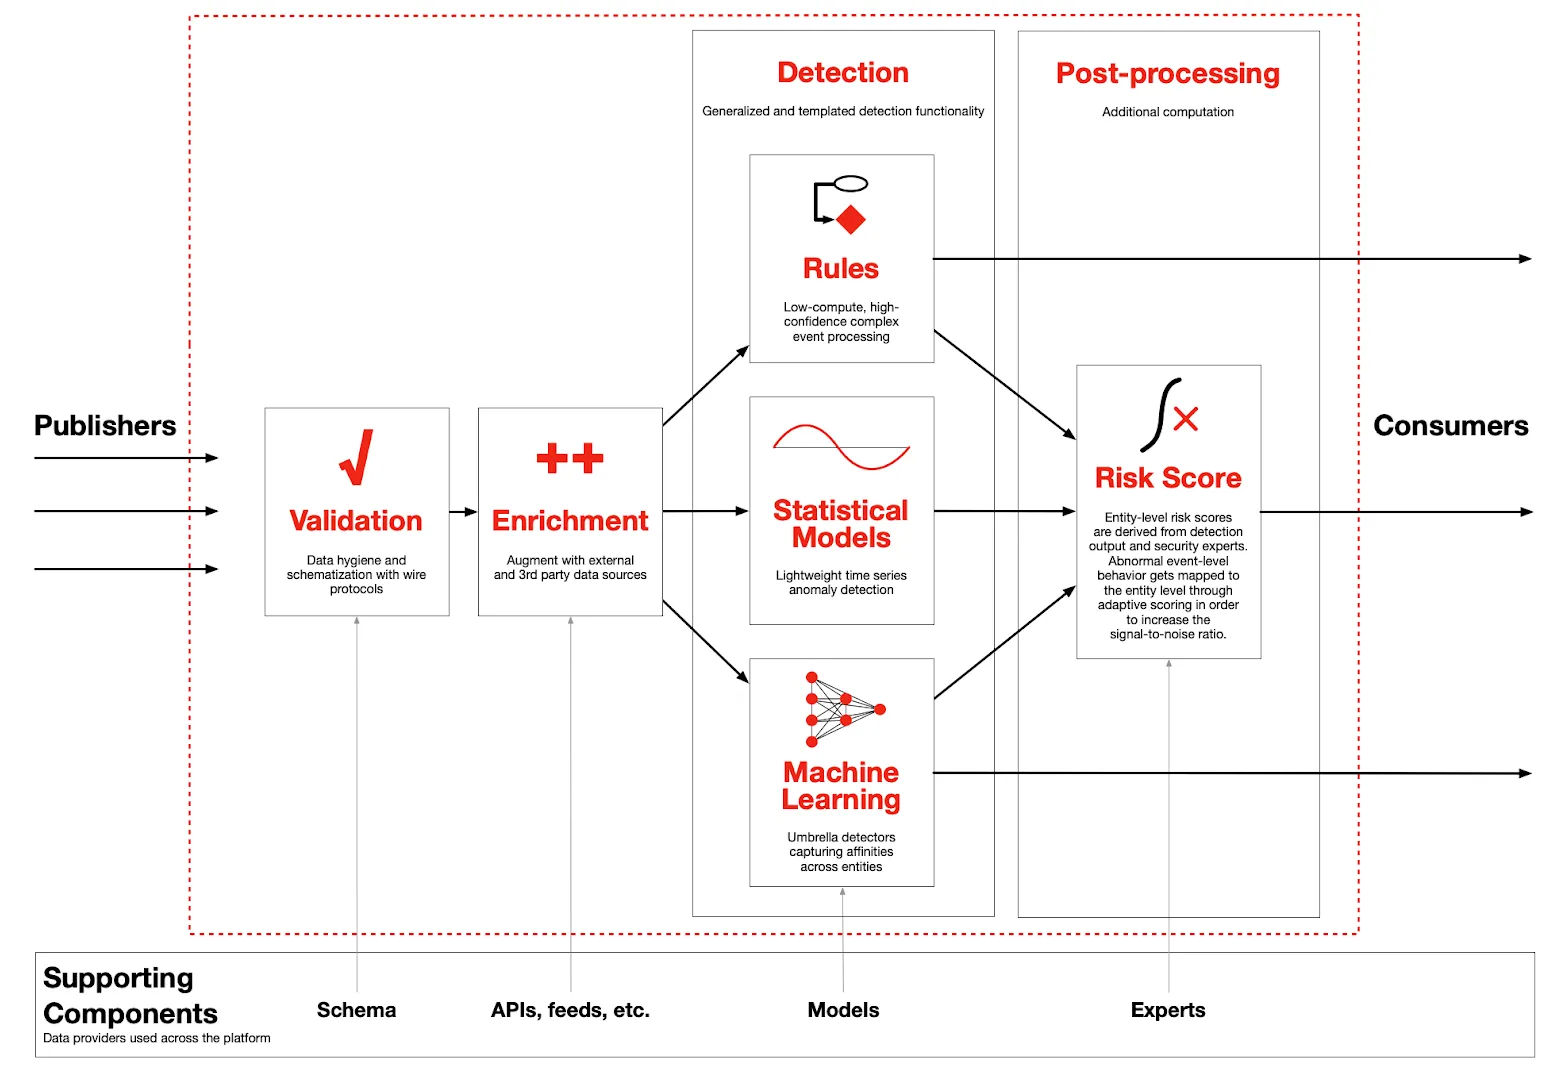 Detection
Generalized and templated detection functionality
Post-processing
Additional computation
Rules
Low-compute, high-
confidence complex
event processing
Publishers
Consumers
Validation
Data hygiene and
schematization with wire
protocols
++
Enrichment
Augment with external
and 3rd party data sources
Statistical
Models
Lightweight time series
anomaly detection
Risk Score
Entity-level risk scores
are derived from detection
output and security experts.
Abnormal event-level
behavior gets mapped to
the entity level through
adaptive scoring in order
to increase the
signal-to-noise ratio.
Machine
Learning
Umbrella detectors
capturing affinities
across entities
Supporting
Components
Data providers used across the platform
Schema
APIs, feeds, etc.
Models
Experts